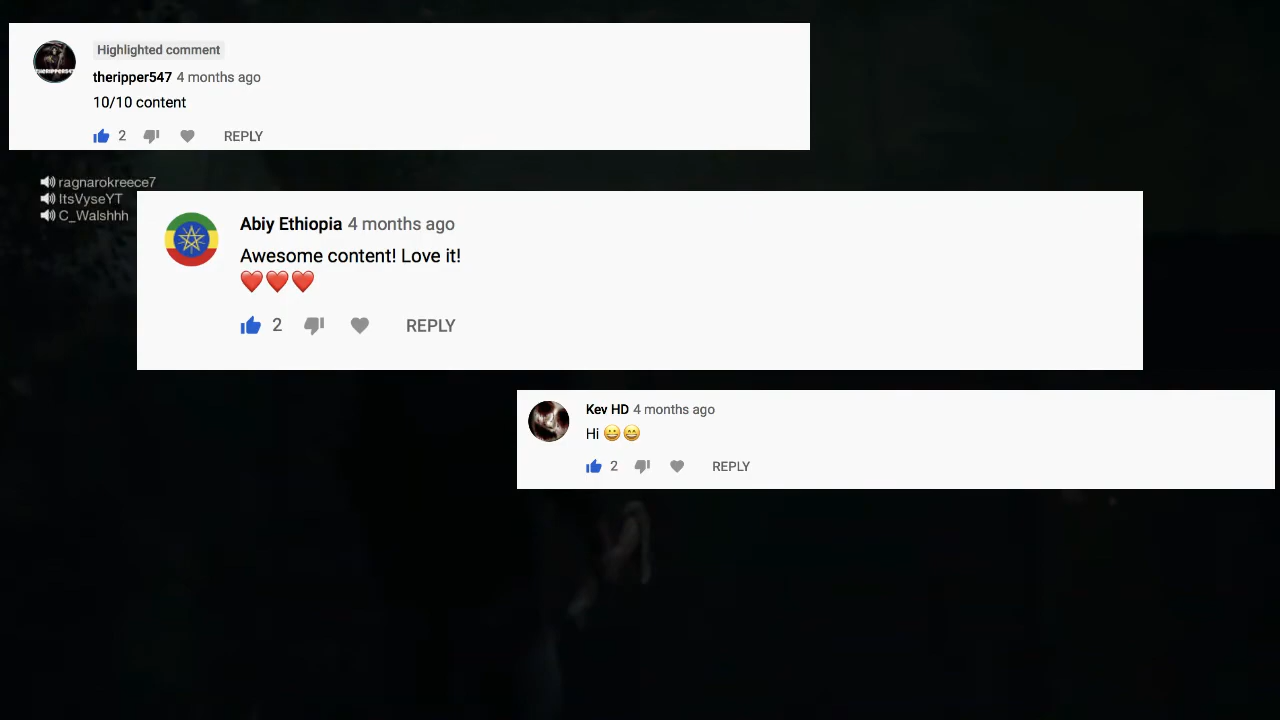 Highlighted comment
theripper547 4 months ago
10/10 content
2 REPLY
ragnarokreece7
ItsVyseYT
C_Walshhh
Abiy Ethiopia 4 months ago
Awesome content! Love it!
❤️❤️❤️
2 REPLY
Kev HD 4 months ago
Hi 😀😄
2 REPLY